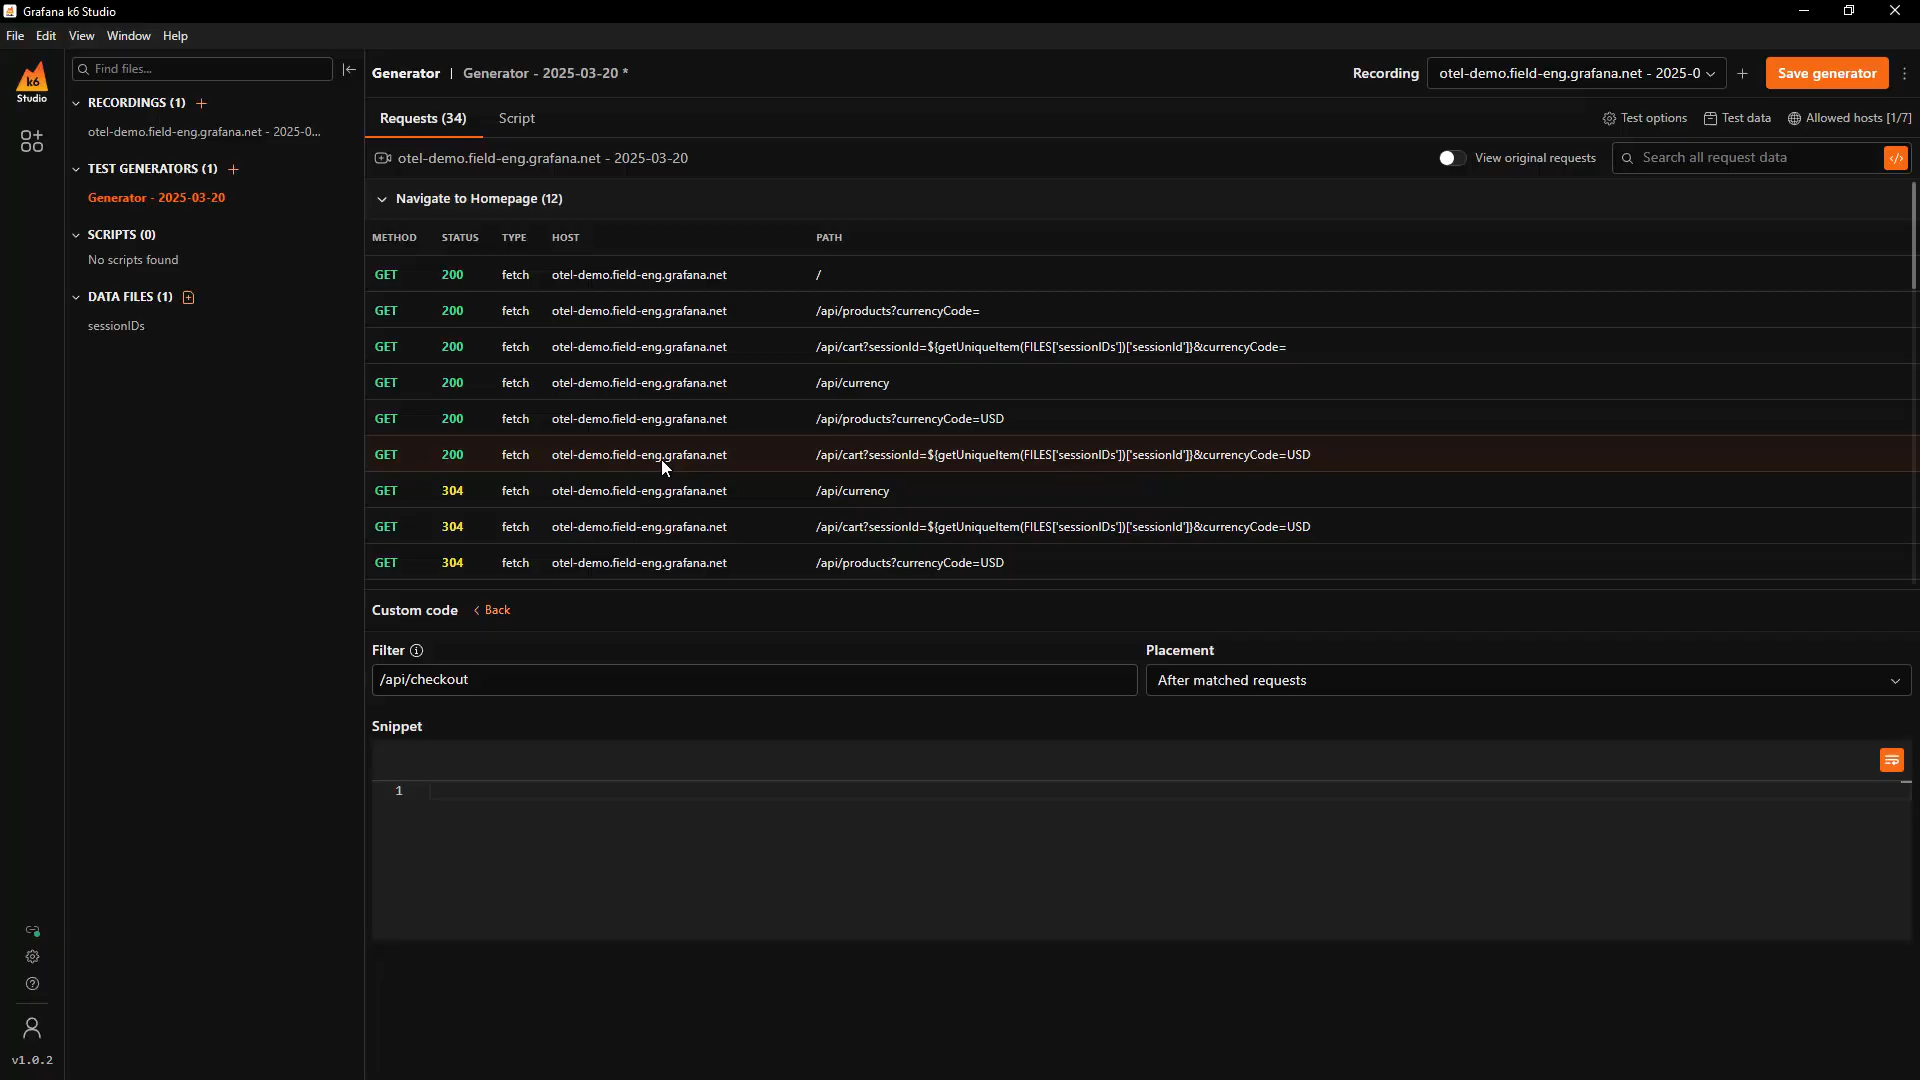 Grafana k6 Studio
File Edit View Window Help
k6
Studio
Find files...
RECORDINGS (1)
otel-demo.field-eng.grafana.net - 2025-0...
TEST GENERATORS (1)
Generator - 2025-03-20
SCRIPTS (0)
No scripts found
DATA FILES (1)
sessionIDs
v1.0.2
Generator | Generator - 2025-03-20 *
Recording otel-demo.field-eng.grafana.net - 2025-0
Save generator
Requests (34) Script
Test options Test data Allowed hosts [1/7]
otel-demo.field-eng.grafana.net - 2025-03-20
View original requests
Search all request data
Navigate to Homepage (12)
METHOD STATUS TYPE HOST PATH
GET 200 fetch otel-demo.field-eng.grafana.net /
GET 200 fetch otel-demo.field-eng.grafana.net /api/products?currencyCode=
GET 200 fetch otel-demo.field-eng.grafana.net /api/cart?sessionId=${getUniqueItem(FILES['sessionIDs'])['sessionId']}&currencyCode=
GET 200 fetch otel-demo.field-eng.grafana.net /api/currency
GET 200 fetch otel-demo.field-eng.grafana.net /api/products?currencyCode=USD
GET 200 fetch otel-demo.field-eng.grafana.net /api/cart?sessionId=${getUniqueItem(FILES['sessionIDs'])['sessionId']}&currencyCode=USD
GET 304 fetch otel-demo.field-eng.grafana.net /api/currency
GET 304 fetch otel-demo.field-eng.grafana.net /api/cart?sessionId=${getUniqueItem(FILES['sessionIDs'])['sessionId']}&currencyCode=USD
GET 304 fetch otel-demo.field-eng.grafana.net /api/products?currencyCode=USD
Custom code Back
Filter
/api/checkout
Placement
After matched requests
Snippet
1